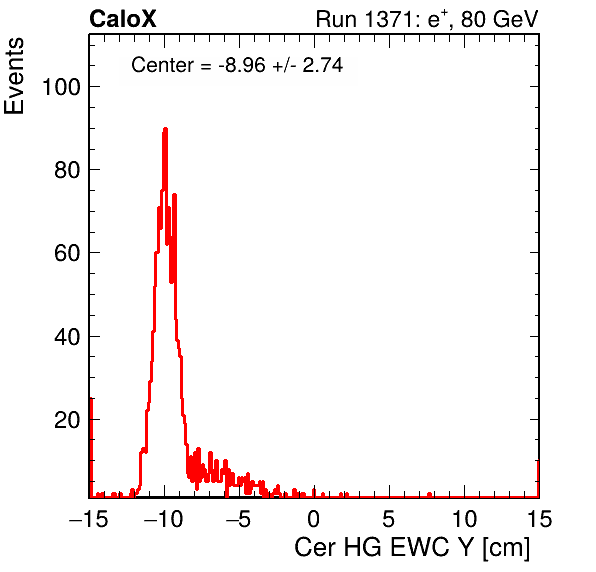 CaloX
Run 1371: e+, 80 GeV
Center = -8.96 +/- 2.74
Events
100
80
60
40
20
−15 −10 −5 0 5 10 15
Cer HG EWC Y [cm]